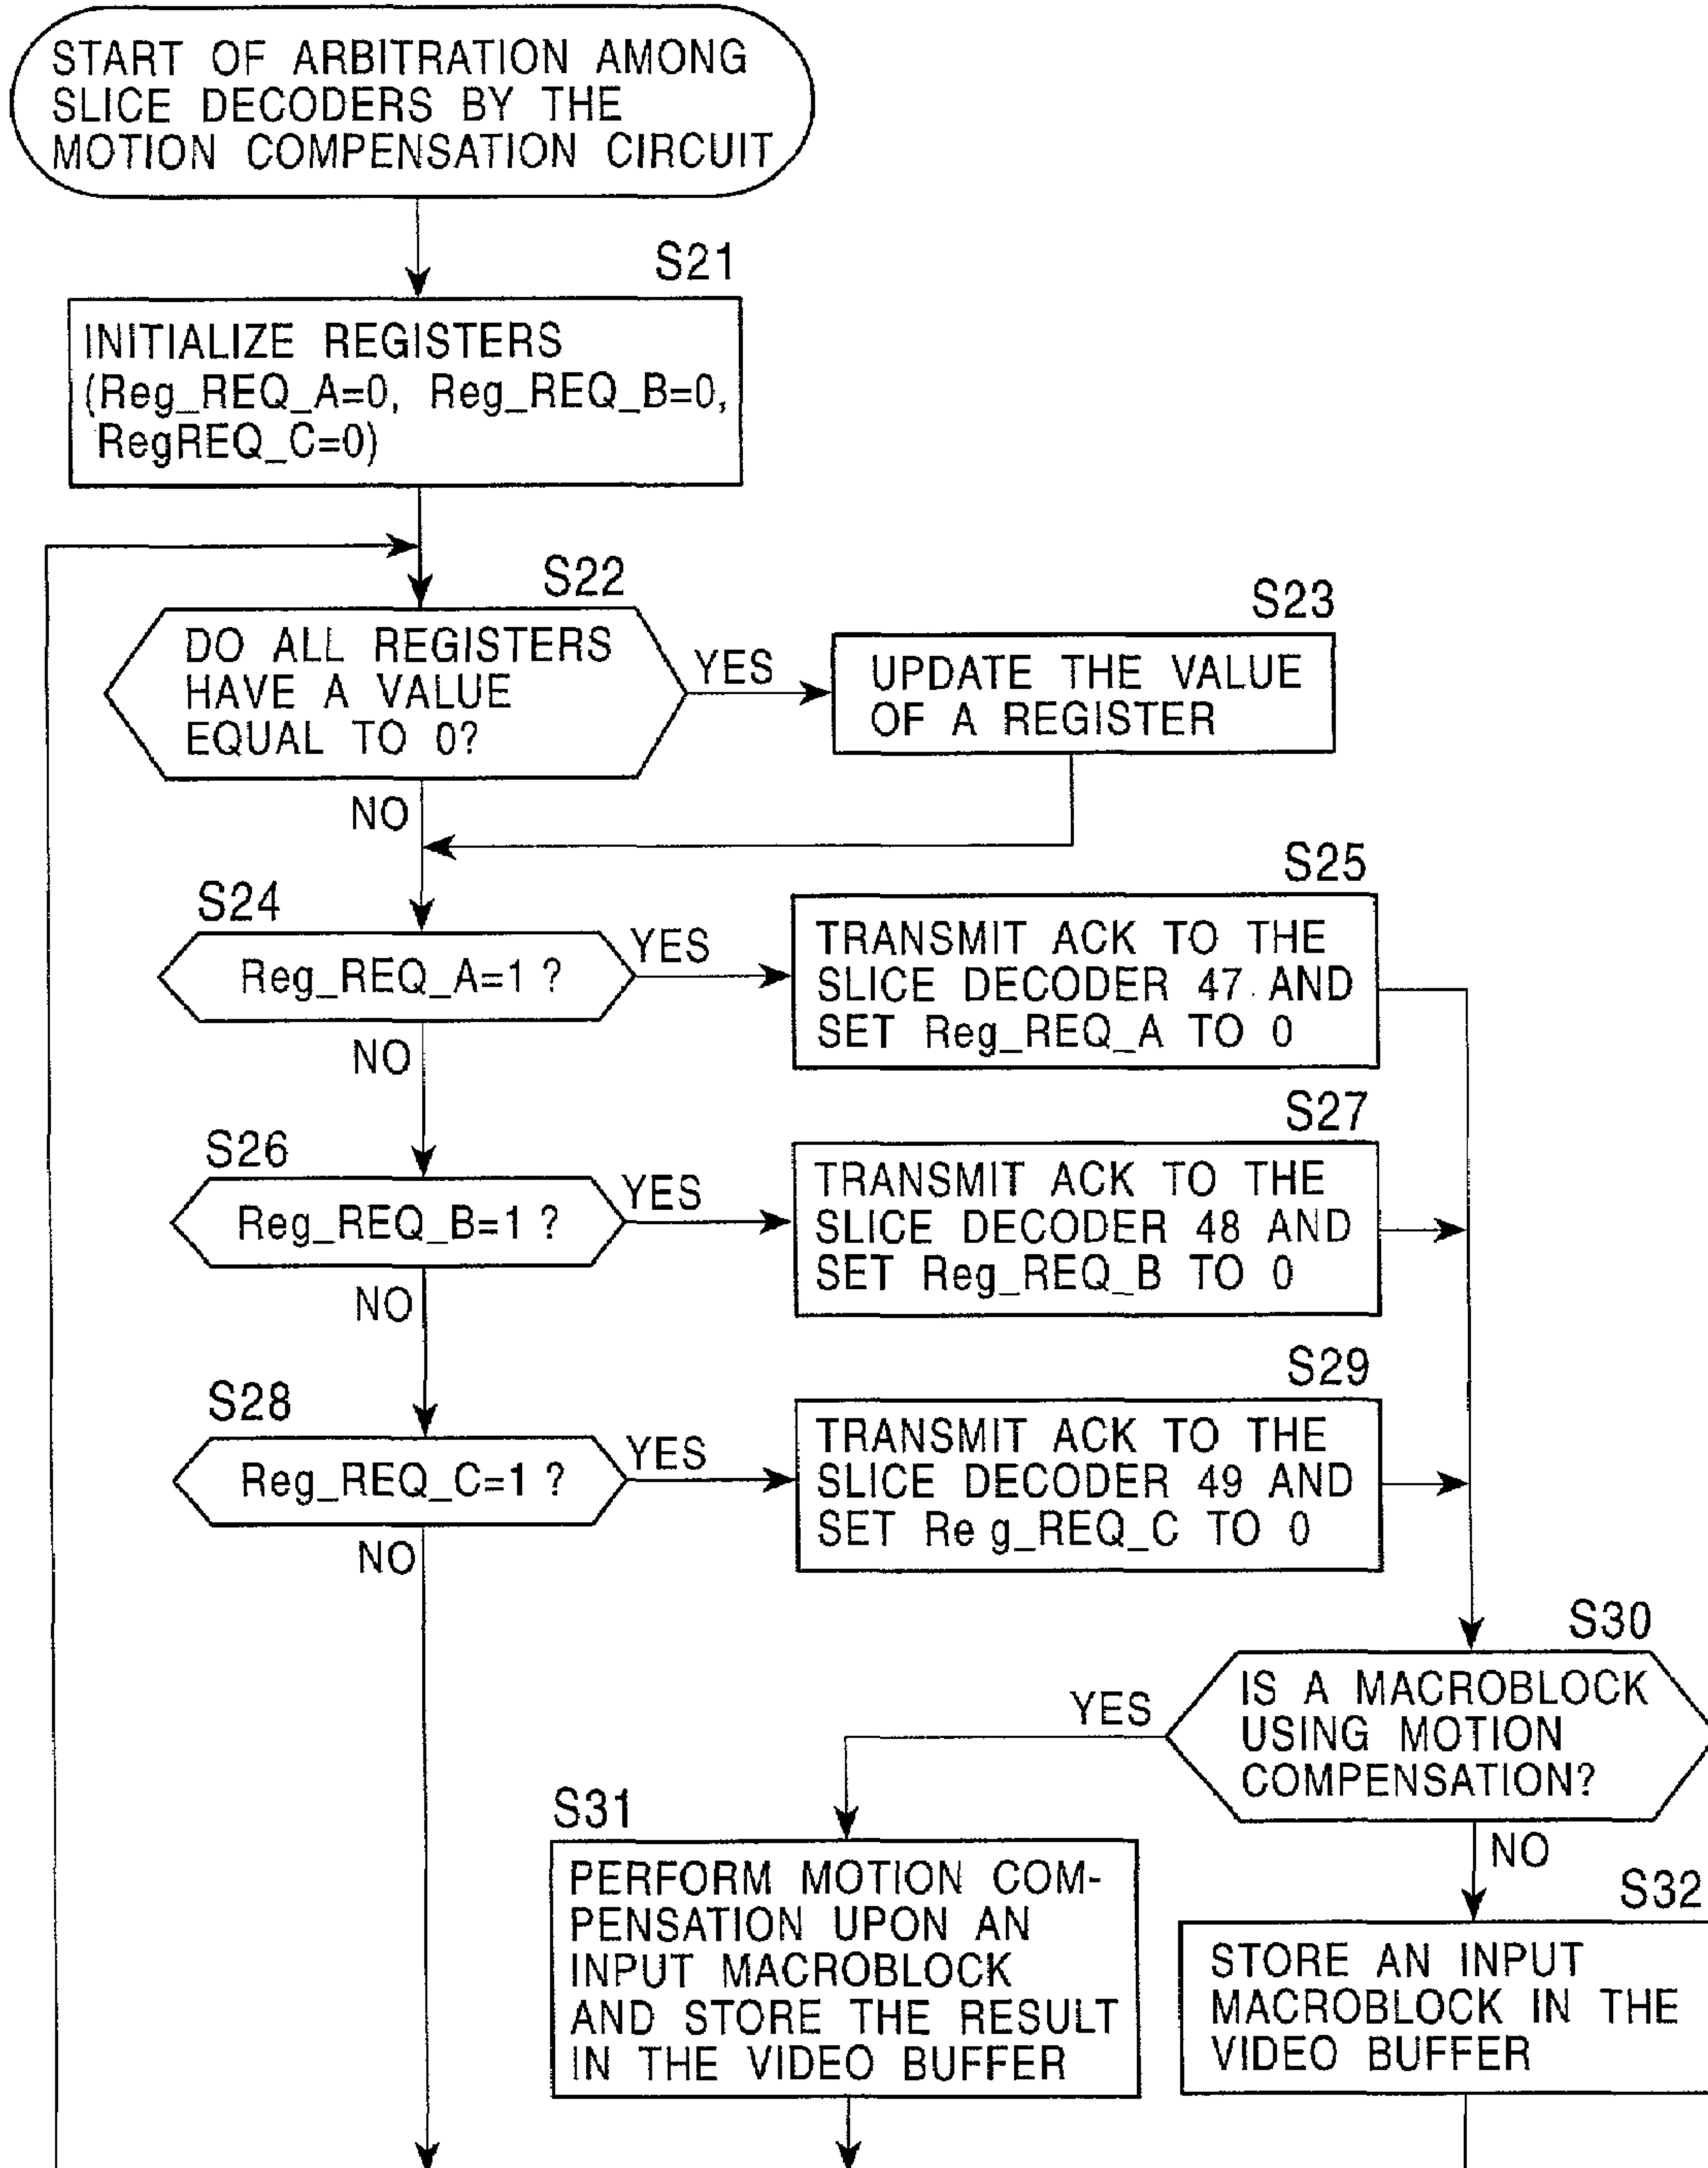 START OF ARBITRATION AMONG
SLICE DECODERS BY THE
MOTION COMPENSATION CIRCUIT
S21
INITIALIZE REGISTERS
(Reg_REQ_A=0, Reg_REQ_B=0,
RegREQ_C=0)
S22
DO ALL REGISTERS
HAVE A VALUE
EQUAL TO 0?
YES
NO
S23
UPDATE THE VALUE
OF A REGISTER
S24
Reg_REQ_A=1 ?
YES
NO
S25
TRANSMIT ACK TO THE
SLICE DECODER 47 AND
SET Reg_REQ_A TO 0
S26
Reg_REQ_B=1 ?
YES
NO
S27
TRANSMIT ACK TO THE
SLICE DECODER 48 AND
SET Reg_REQ_B TO 0
S28
Reg_REQ_C=1 ?
YES
NO
S29
TRANSMIT ACK TO THE
SLICE DECODER 49 AND
SET Re g_REQ_C TO 0
S30
IS A MACROBLOCK
USING MOTION
COMPENSATION?
YES
NO
S31
PERFORM MOTION COM-
PENSATION UPON AN
INPUT MACROBLOCK
AND STORE THE RESULT
IN THE VIDEO BUFFER
S32
STORE AN INPUT
MACROBLOCK IN THE
VIDEO BUFFER